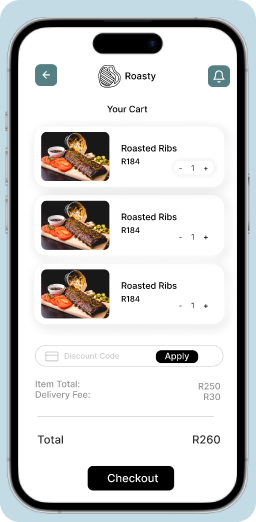 Roasty
Your Cart
Roasted Ribs
R184
- 1 +
Roasted Ribs
R184
- 1 +
Roasted Ribs
R184
- 1 +
Discount Code Apply
Item Total: R250
Delivery Fee: R30
Total R260
Checkout